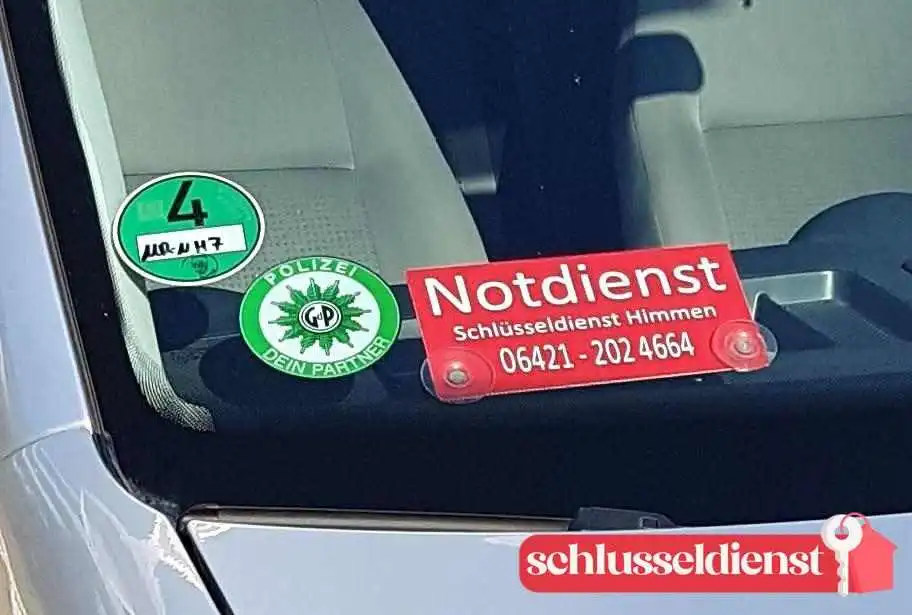 4
POLIZEI
GdP
DEIN PARTNER
Notdienst
Schlüsseldienst Himmen
06421 - 202 4664
schlusseldienst